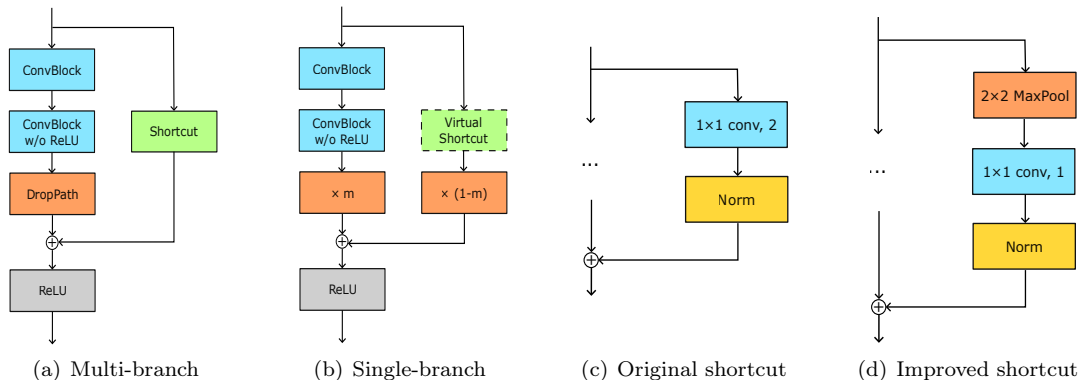 ConvBlock
ConvBlock
w/o ReLU
DropPath
ReLU
Shortcut
(a) Multi-branch
ConvBlock
ConvBlock
w/o ReLU
× m
ReLU
Virtual
Shortcut
× (1-m)
(b) Single-branch
...
1×1 conv, 2
Norm
(c) Original shortcut
...
2×2 MaxPool
1×1 conv, 1
Norm
(d) Improved shortcut